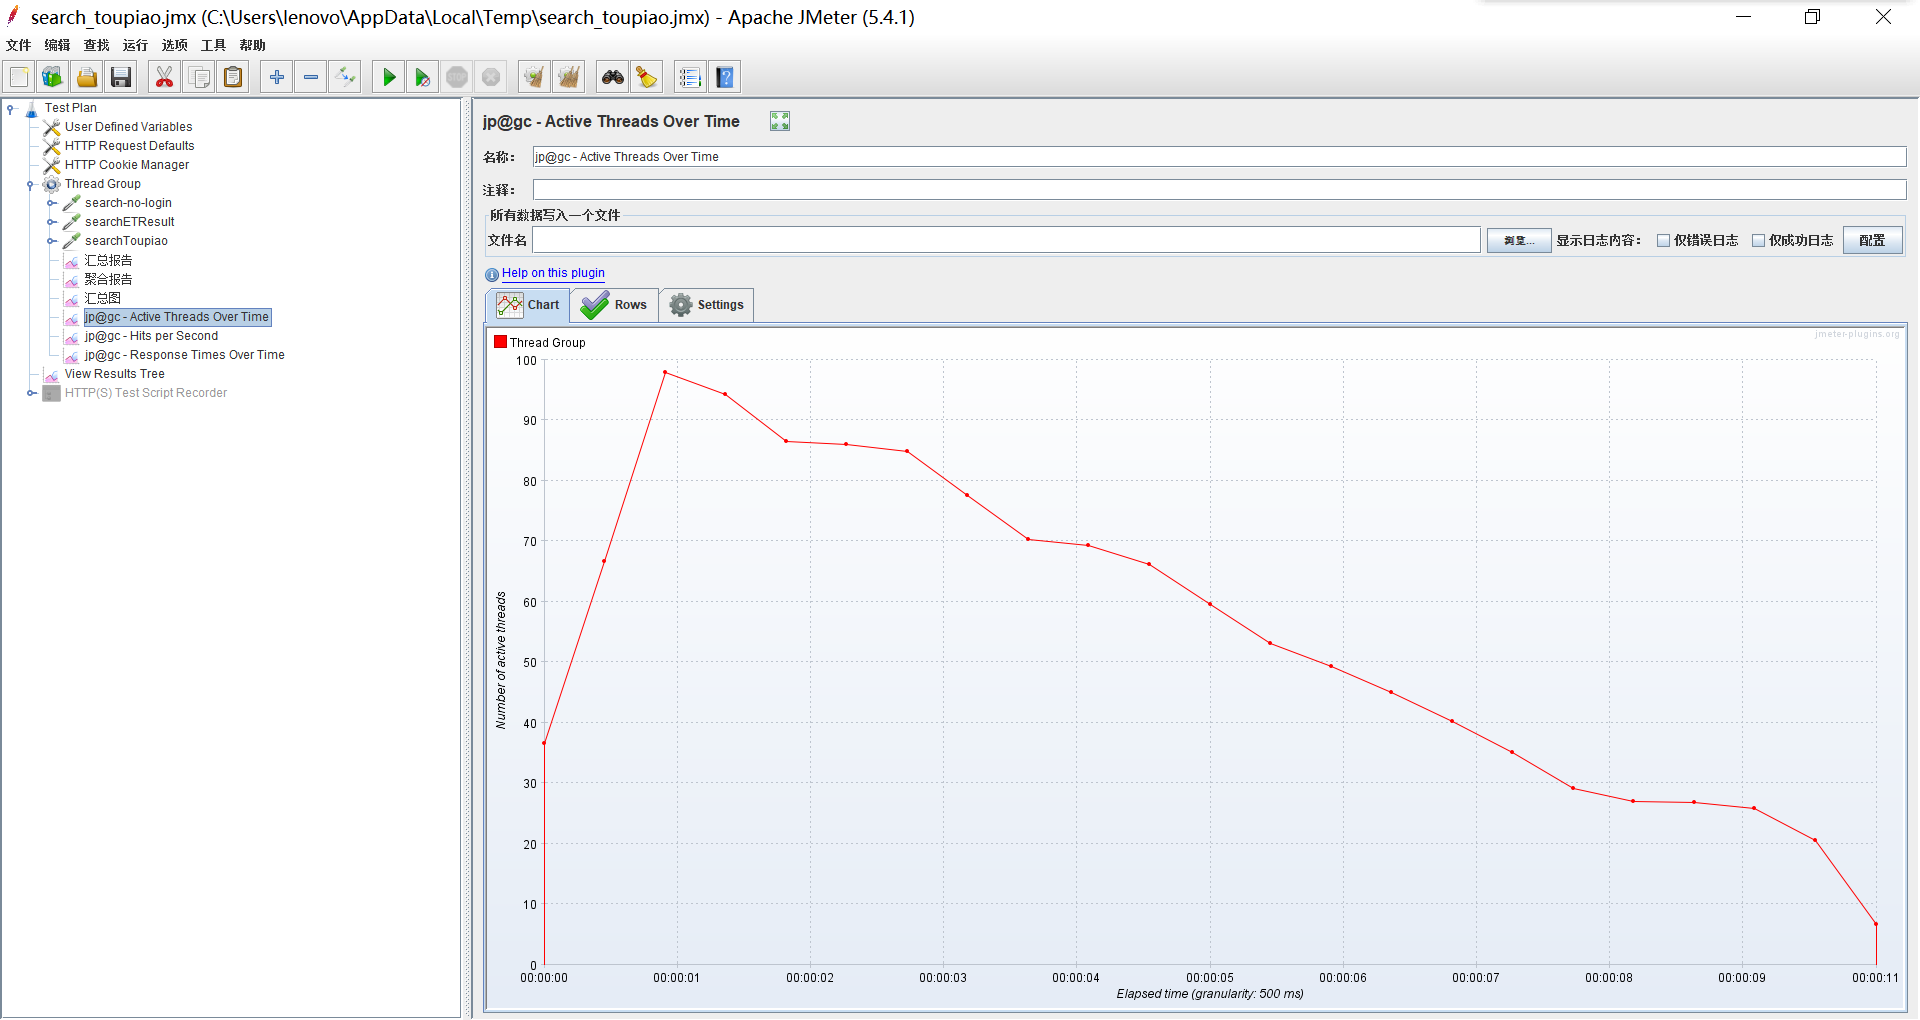 search_toupiao.jmx (C:\Users\lenovo\AppData\Local\Temp\search_toupiao.jmx) - Apache JMeter (5.4.1)
文件 编辑 查找 运行 选项 工具 帮助
STOP
Test Plan
User Defined Variables
HTTP Request Defaults
HTTP Cookie Manager
Thread Group
search-no-login
searchETResult
searchToupiao
汇总报告
聚合报告
汇总图
jp@gc - Active Threads Over Time
jp@gc - Hits per Second
jp@gc - Response Times Over Time
View Results Tree
HTTP(S) Test Script Recorder
jp@gc - Active Threads Over Time
名称： jp@gc - Active Threads Over Time
注释：
所有数据写入一个文件
文件名 浏览... 显示日志内容： 仅错误日志 仅成功日志 配置
Help on this plugin
Chart Rows Settings
jmeter-plugins.org
Thread Group
100
90
80
70
60
50
40
30
20
10
0
Number of active threads
00:00:00 00:00:01 00:00:02 00:00:03 00:00:04 00:00:05 00:00:06 00:00:07 00:00:08 00:00:09 00:00:11
Elapsed time (granularity: 500 ms)